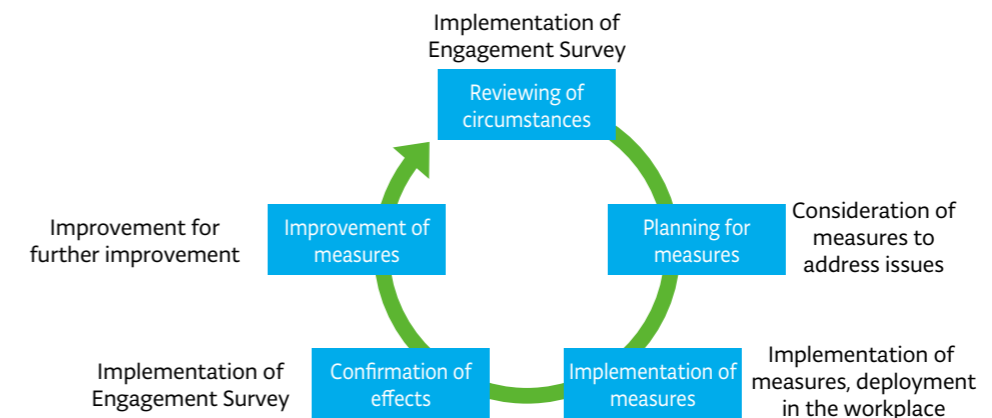 Implementation of
Engagement Survey
Reviewing of
circumstances
Improvement for
further improvement
Improvement of
measures
Planning for
measures
Consideration of
measures to
address issues
Implementation of
Engagement Survey
Confirmation of
effects
Implementation of
measures
Implementation of
measures, deployment
in the workplace